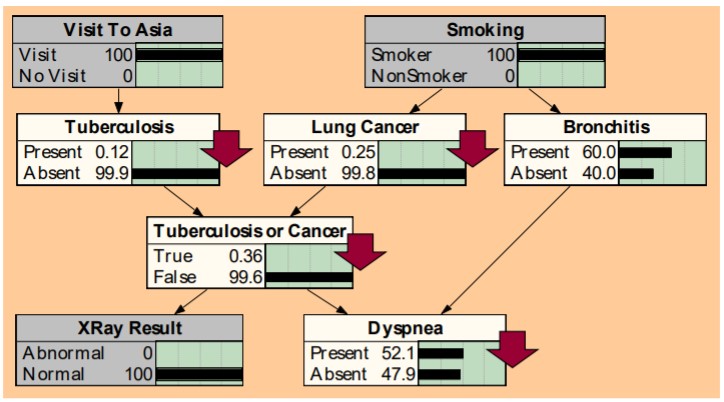 Visit To Asia
Visit 100
No Visit 0
Smoking
Smoker 100
NonSmoker 0
Tuberculosis
Present 0.12
Absent 99.9
Lung Cancer
Present 0.25
Absent 99.8
Bronchitis
Present 60.0
Absent 40.0
Tuberculosis or Cancer
True 0.36
False 99.6
XRay Result
Abnormal 0
Normal 100
Dyspnea
Present 52.1
Absent 47.9